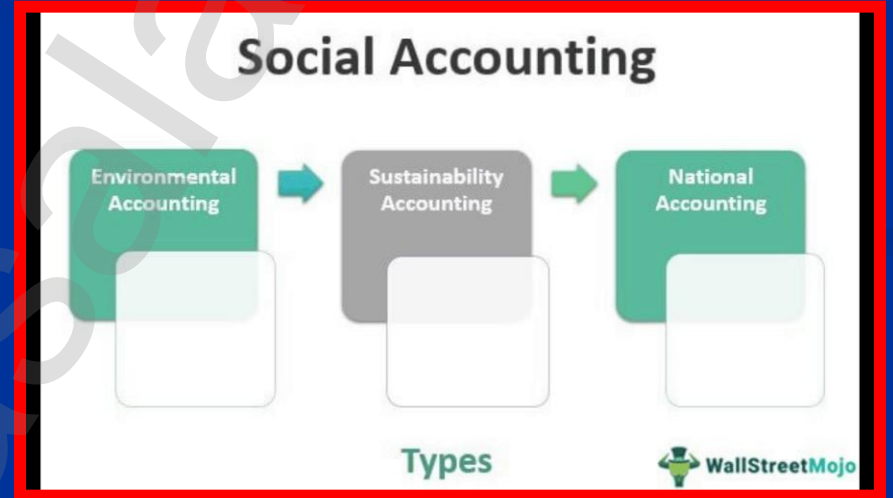 Social Accounting
Environmental
Accounting
Sustainability
Accounting
National
Accounting
Types
WallStreetMojo